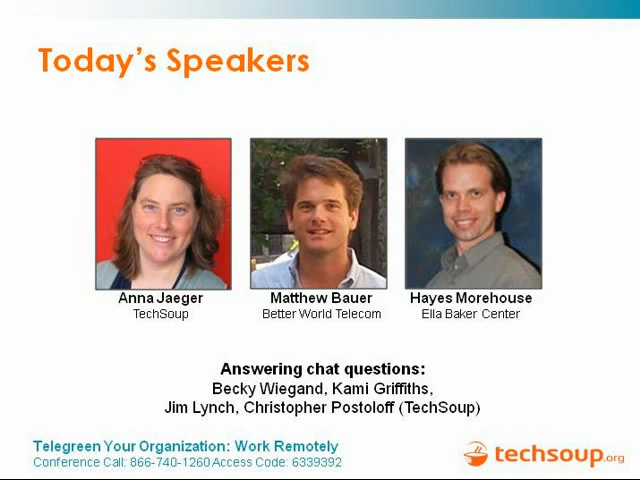 Today's Speakers
Anna Jaeger
TechSoup
Matthew Bauer
Better World Telecom
Hayes Morehouse
Ella Baker Center
Answering chat questions:
Becky Wiegand, Kami Griffiths,
Jim Lynch, Christopher Postoloff (TechSoup)
Telegreen Your Organization: Work Remotely
Conference Call: 866-740-1260 Access Code: 6339392
techsoup.org